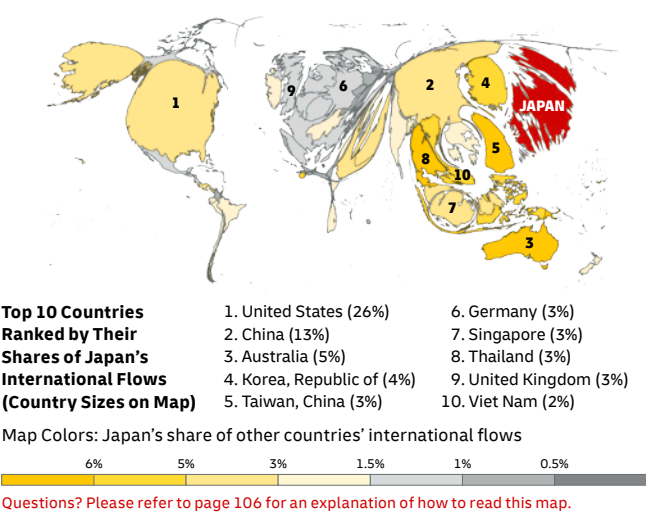 1
9
6
2
4
JAPAN
5
8
10
7
3
Top 10 Countries
Ranked by Their
Shares of Japan's
International Flows
(Country Sizes on Map)
1. United States (26%)
2. China (13%)
3. Australia (5%)
4. Korea, Republic of (4%)
5. Taiwan, China (3%)
6. Germany (3%)
7. Singapore (3%)
8. Thailand (3%)
9. United Kingdom (3%)
10. Viet Nam (2%)
Map Colors: Japan's share of other countries' international flows
6% 5% 3% 1.5% 1% 0.5%
Questions? Please refer to page 106 for an explanation of how to read this map.